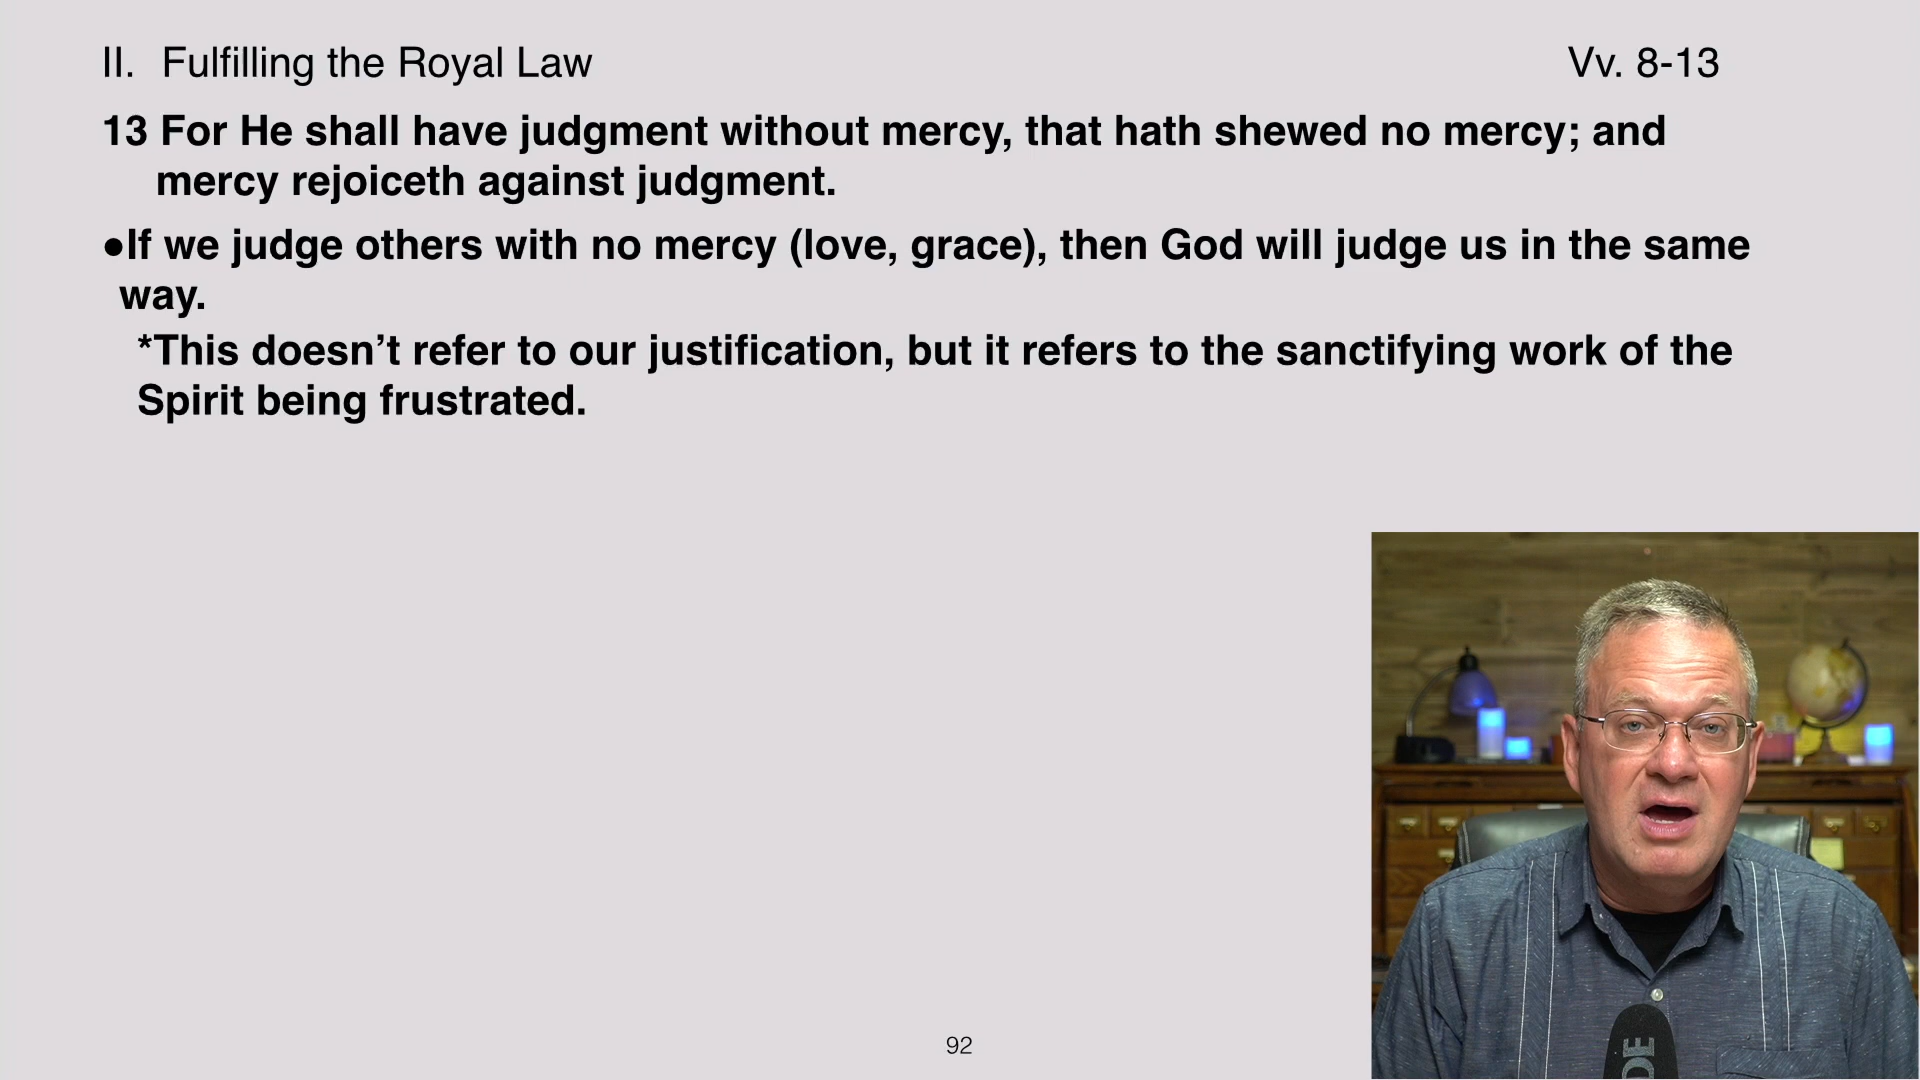 II. Fulfilling the Royal Law Vv. 8-13
13 For He shall have judgment without mercy, that hath shewed no mercy; and
mercy rejoiceth against judgment.
•If we judge others with no mercy (love, grace), then God will judge us in the same
way.
*This doesn’t refer to our justification, but it refers to the sanctifying work of the
Spirit being frustrated.
DE
92